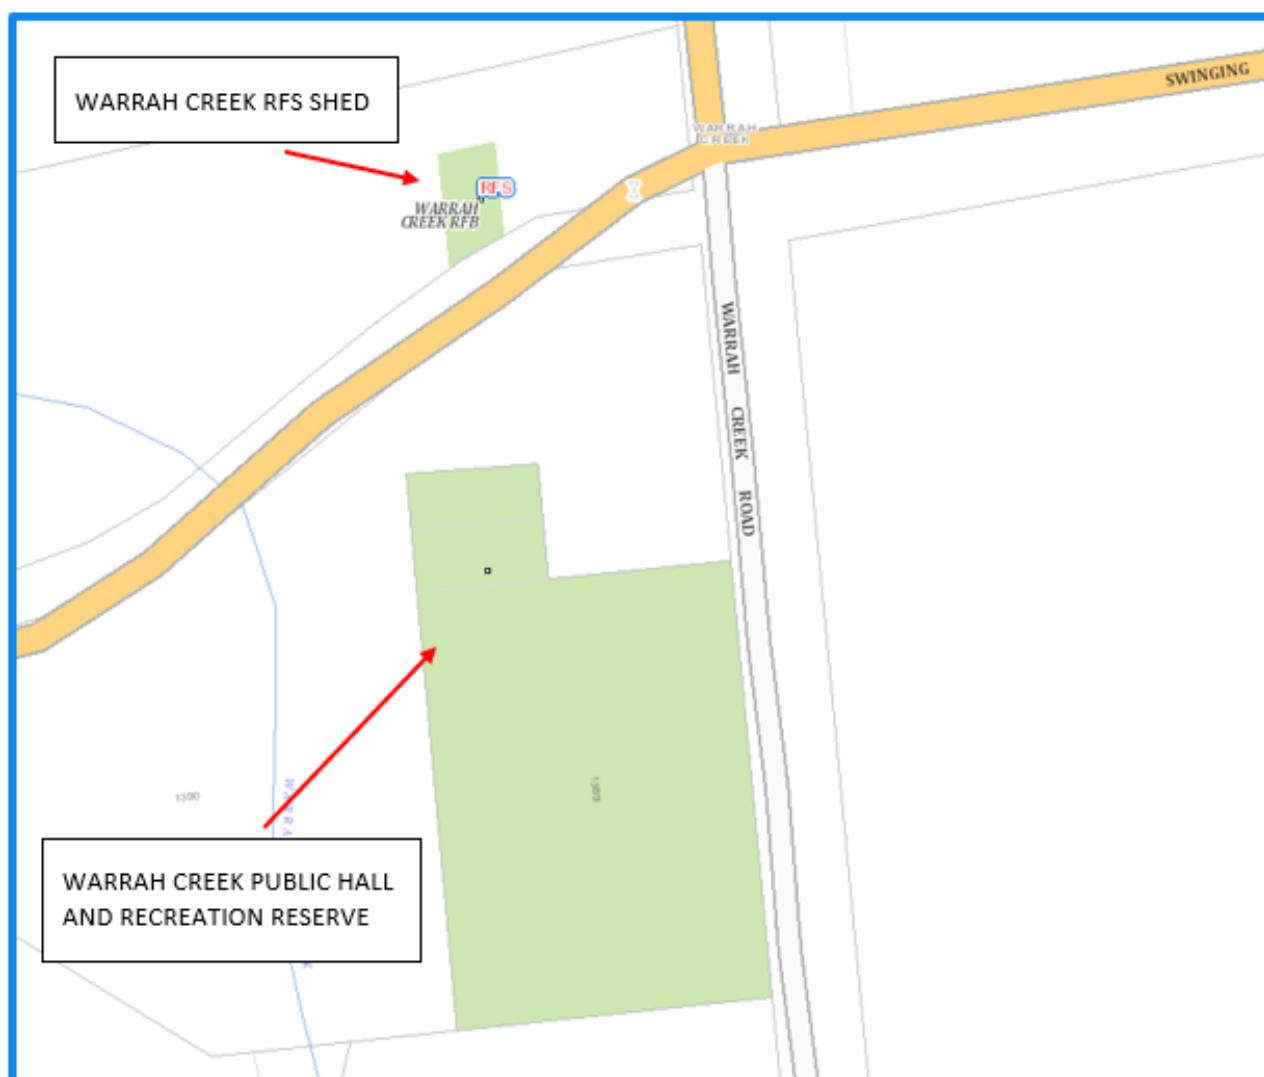 WARRAH CREEK RFS SHED
SWINGING
WARRAH
CREEK
RFS
WARRAH
CREEK RFB
WARRAH CREEK ROAD
1390
1369
WARRA
K
WARRAH CREEK PUBLIC HALL
AND RECREATION RESERVE